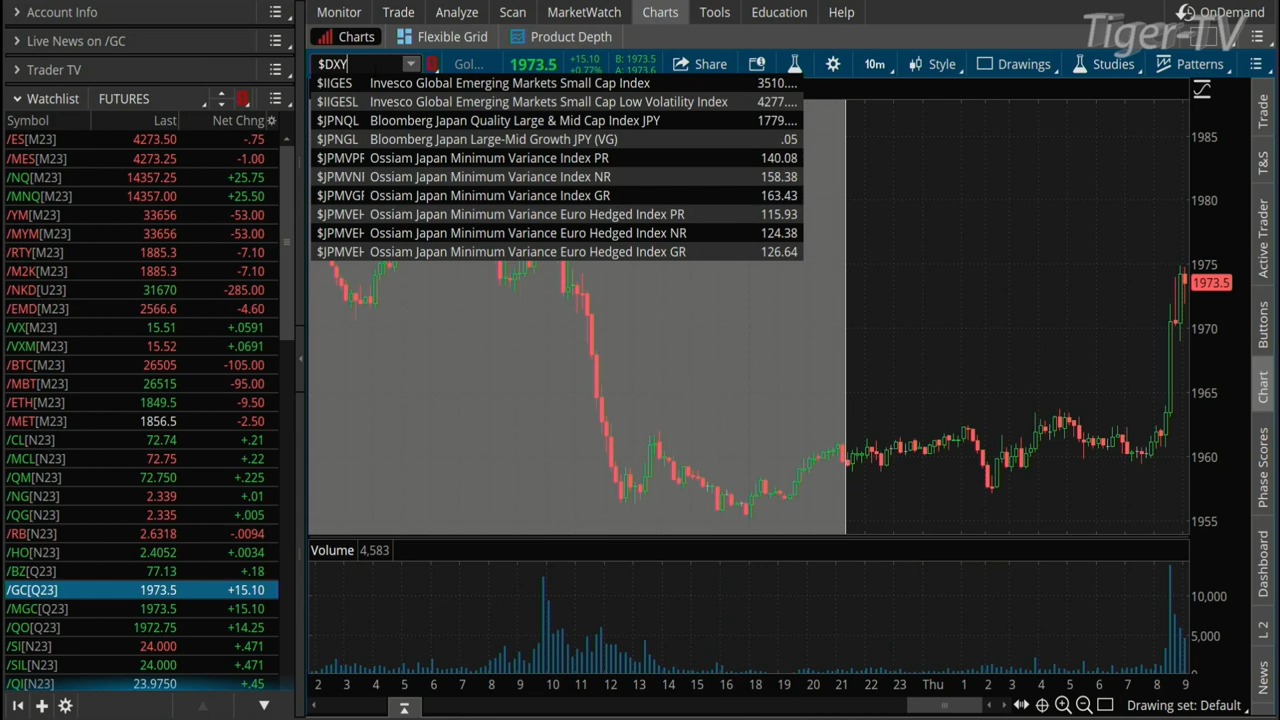 Account Info
Live News on /GC
Trader TV
Watchlist FUTURES
Symbol Last Net Chng
/ES[M23] 4273.50 -.75
/MES[M23] 4273.25 -1.00
/NQ[M23] 14357.25 +25.75
/MNQ[M23] 14357.00 +25.50
/YM[M23] 33656 -53.00
/MYM[M23] 33656 -53.00
/RTY[M23] 1885.3 -7.10
/M2K[M23] 1885.3 -7.10
/NKD[U23] 31670 -285.00
/EMD[M23] 2566.6 -4.60
/VX[M23] 15.51 +.0591
/VXM[M23] 15.52 +.0691
/BTC[M23] 26505 -105.00
/MBT[M23] 26515 -95.00
/ETH[M23] 1849.5 -9.50
/MET[M23] 1856.5 -2.50
/CL[N23] 72.74 +.21
/MCL[N23] 72.75 +.22
/QM[N23] 72.750 +.225
/NG[N23] 2.339 +.01
/QG[N23] 2.335 +.005
/RB[N23] 2.6318 -.0094
/HO[N23] 2.4052 +.0034
/BZ[Q23] 77.13 +.18
/GC[Q23] 1973.5 +15.10
/MGC[Q23] 1973.5 +15.10
/QO[Q23] 1972.75 +14.25
/SI[N23] 24.000 +.471
/SIL[N23] 24.000 +.471
/QI[N23] 23.9750 +.45
Monitor Trade Analyze Scan MarketWatch Charts Tools Education Help
OnDemand
Tiger-TV
Charts Flexible Grid Product Depth
$DXY Gol... 1973.5 +15.10 B: 1973.5 Share 10m Style Drawings Studies Patterns
+0.77% A: 1973.6
$IIGES Invesco Global Emerging Markets Small Cap Index 3510....
$IIGESL Invesco Global Emerging Markets Small Cap Low Volatility Index 4277....
$JPNQL Bloomberg Japan Quality Large & Mid Cap Index JPY 1779....
$JPNGL Bloomberg Japan Large-Mid Growth JPY (VG) .05
$JPMVPF Ossiam Japan Minimum Variance Index PR 140.08
$JPMVNI Ossiam Japan Minimum Variance Index NR 158.38
$JPMVGF Ossiam Japan Minimum Variance Index GR 163.43
$JPMVEH Ossiam Japan Minimum Variance Euro Hedged Index PR 115.93
$JPMVEH Ossiam Japan Minimum Variance Euro Hedged Index NR 124.38
$JPMVEH Ossiam Japan Minimum Variance Euro Hedged Index GR 126.64
1985
1980
1975
1973.5
1970
1965
1960
1955
Volume 4,583
10,000
5,000
2 3 4 5 6 7 8 9 10 11 12 13 14 15 16 17 18 19 20 21 22 23 Thu 1 2 3 4 5 6 7 8 9
Drawing set: Default
Trade
T&S
Active Trader
Buttons
Chart
Phase Scores
Dashboard
L 2
News